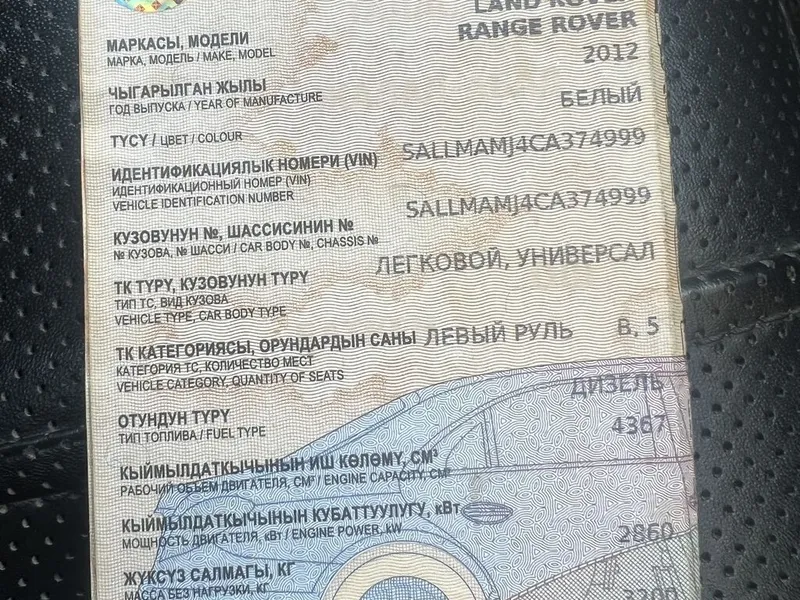 LAND ROVER
RANGE ROVER
МАРКАСЫ, МОДЕЛИ
МАРКА, МОДЕЛЬ / MAKE, MODEL
2012
ЧЫГАРЫЛГАН ЖЫЛЫ
ГОД ВЫПУСКА / YEAR OF MANUFACTURE
БЕЛЫЙ
ТҮСҮ / ЦВЕТ / COLOUR
SALLMAMJ4CA374999
ИДЕНТИФИКАЦИЯЛЫК НОМЕРИ (VIN)
ИДЕНТИФИКАЦИОННЫЙ НОМЕР (VIN)
VEHICLE IDENTIFICATION NUMBER
SALLMAMJ4CA374999
КУЗОВУНУН №, ШАССИСИНИН №
№ КУЗОВА, № ШАССИ / CAR BODY №, CHASSIS №
ЛЕГКОВОЙ, УНИВЕРСАЛ
ТК ТҮРҮ, КУЗОВУНУН ТҮРҮ
ТИП ТС, ВИД КУЗОВА
VEHICLE TYPE, CAR BODY TYPE
ТК КАТЕГОРИЯСЫ, ОРУНДАРДЫН САНЫ ЛЕВЫЙ РУЛЬ B, 5
КАТЕГОРИЯ ТС, КОЛИЧЕСТВО МЕСТ
VEHICLE CATEGORY, QUANTITY OF SEATS
ДИЗЕЛЬ
ОТУНДУН ТҮРҮ
ТИП ТОПЛИВА / FUEL TYPE
4367
КЫЙМЫЛДАТКЫЧЫНЫН ИШ КӨЛӨМҮ, СМ³
РАБОЧИЙ ОБЪЕМ ДВИГАТЕЛЯ, СМ³ / ENGINE CAPACITY, СМ³
КЫЙМЫЛДАТКЫЧЫНЫН КУБАТТУУЛУГУ, кВт
МОЩНОСТЬ ДВИГАТЕЛЯ, кВт / ENGINE POWER, kW
2860
ЖҮКСҮЗ САЛМАГЫ, КГ
МАССА БЕЗ НАГРУЗКИ, КГ
3200